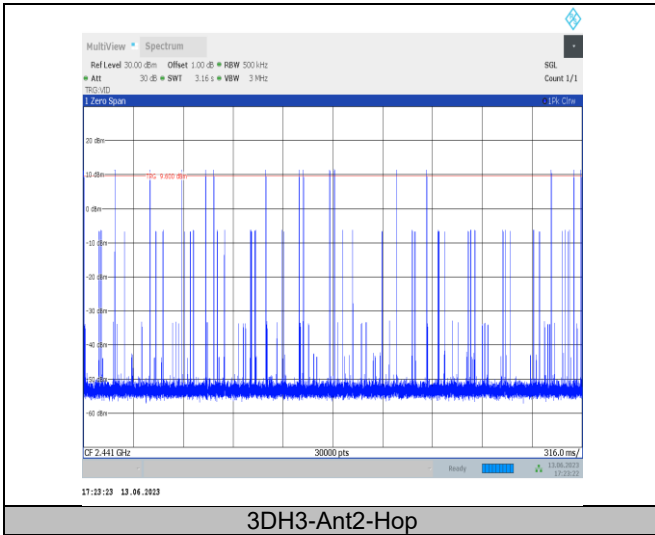 MultiView Spectrum
Ref Level 30.00 dBm Offset 1.00 dB RBW 500 kHz SGL
Att 30 dB SWT 3.16 s VBW 3 MHz Count 1/1
TRG:VID
1 Zero Span 1Pk Clrw
20 dBm
10 dBm
TRG 9.600 dBm
0 dBm
-10 dBm
-20 dBm
-30 dBm
-40 dBm
-60 dBm
CF 2.441 GHz 30000 pts 316.0 ms/
Ready 13.06.2023
17:23:22
17:23:23 13.06.2023
3DH3-Ant2-Hop